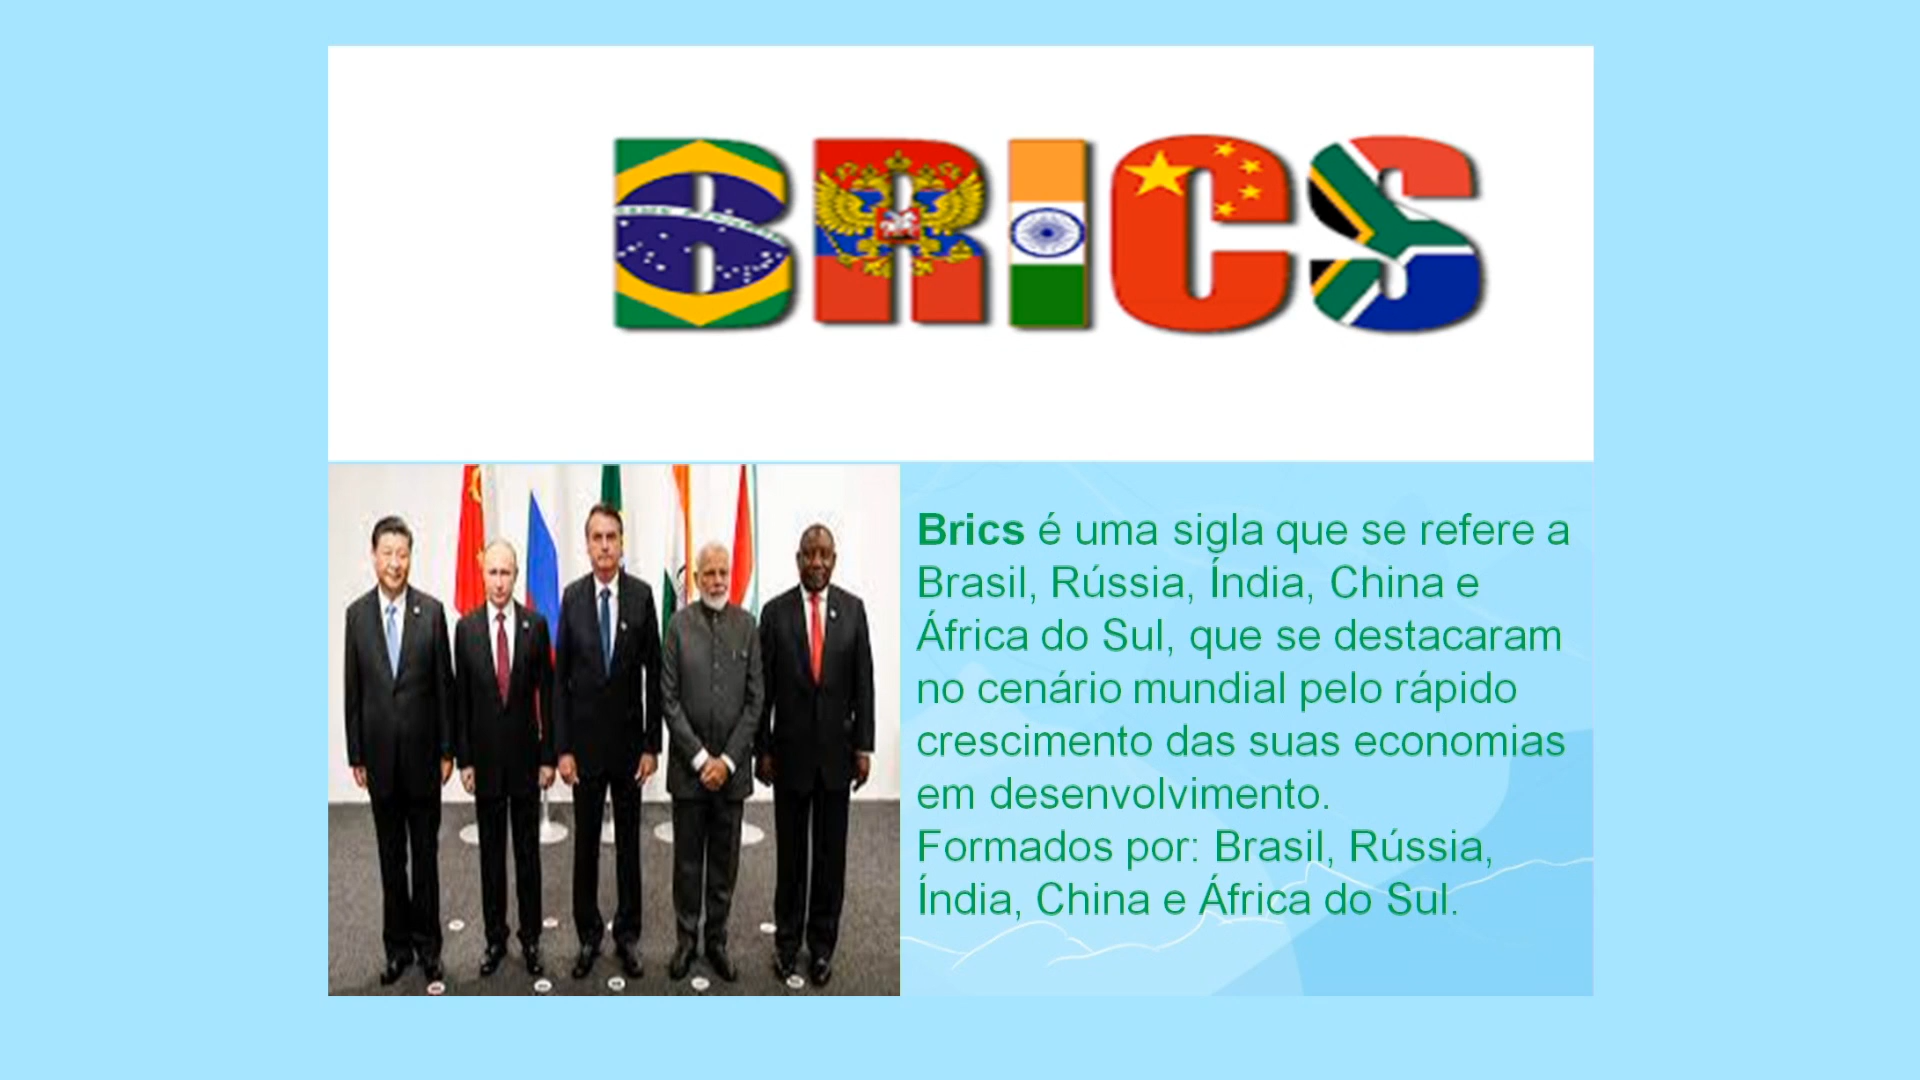 BRICS
Brics é uma sigla que se refere a
Brasil, Rússia, Índia, China e
África do Sul, que se destacaram
no cenário mundial pelo rápido
crescimento das suas economias
em desenvolvimento.
Formados por: Brasil, Rússia,
Índia, China e África do Sul.